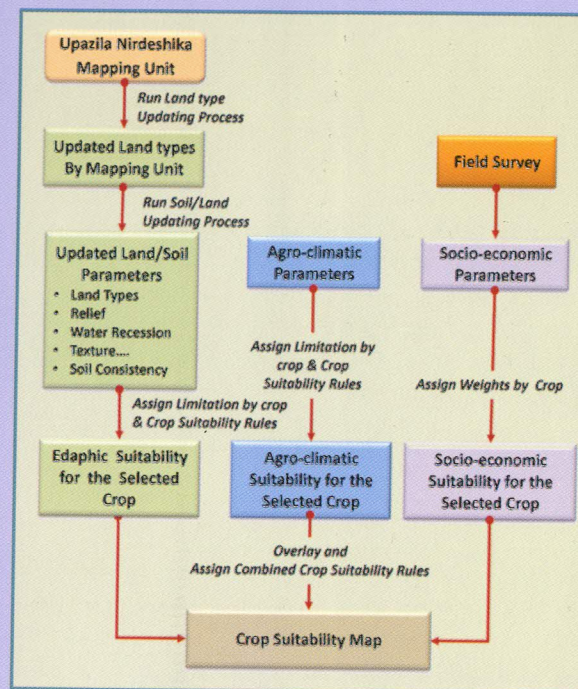 Upazila Nirdeshika
Mapping Unit
Run Land type
Updating Process
Updated Land types
By Mapping Unit
Run Soil/Land
Updating Process
Updated Land/Soil
Parameters
• Land Types
• Relief
• Water Recession
• Texture....
• Soil Consistency
Assign Limitation by crop
& Crop Suitability Rules
Edaphic Suitability
for the Selected
Crop
Agro-climatic
Parameters
Assign Limitation by
crop & Crop
Suitability Rules
Agro-climatic
Suitability for the
Selected Crop
Field Survey
Socio-economic
Parameters
Assign Weights by Crop
Socio-economic
Suitability for the
Selected Crop
Overlay and
Assign Combined Crop Suitability Rules
Crop Suitability Map